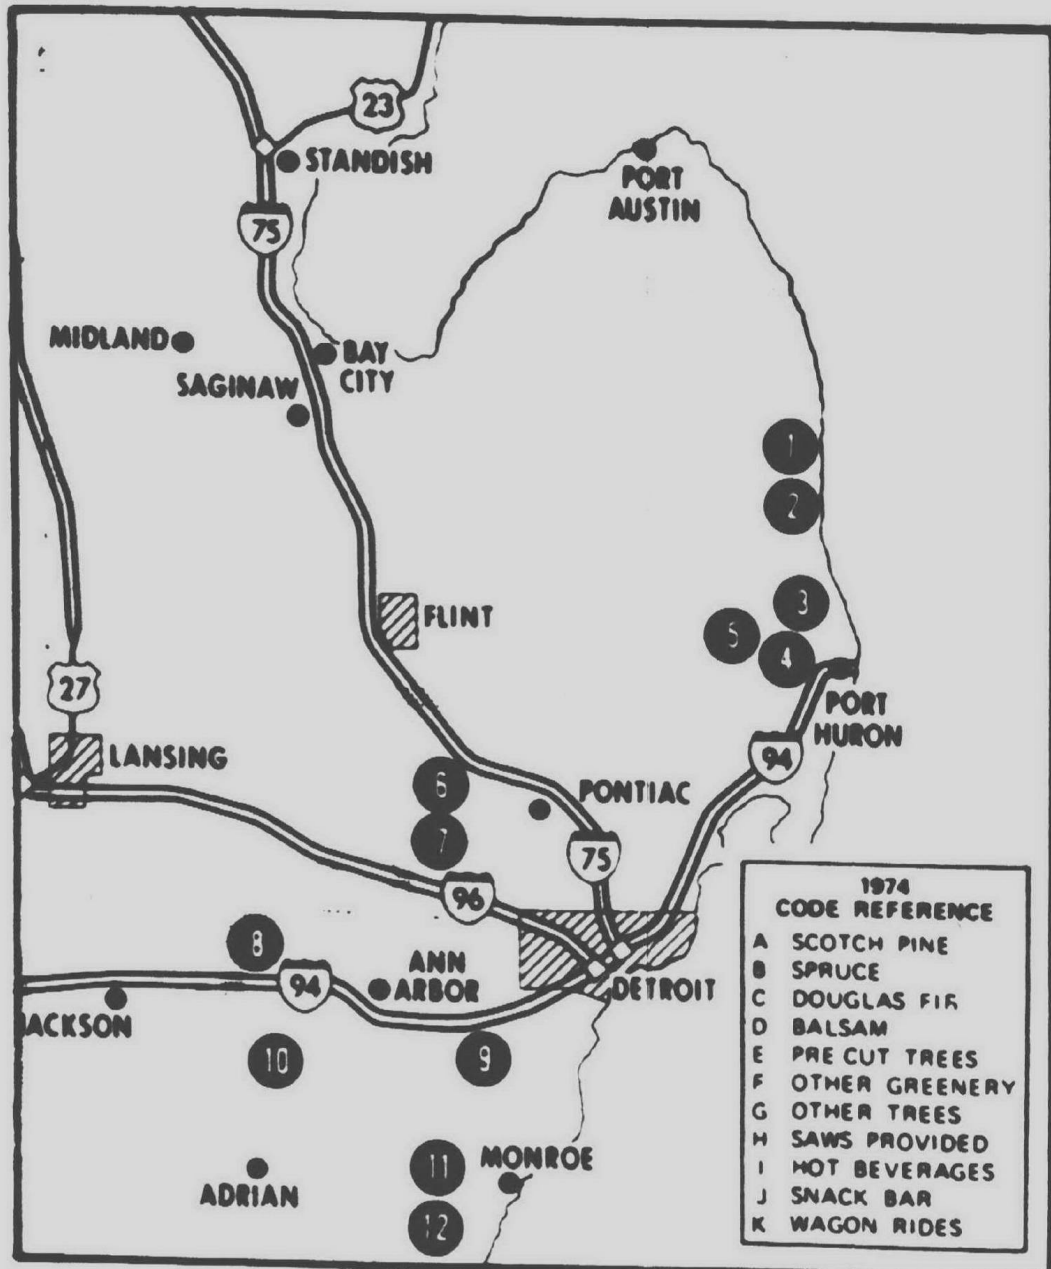 23
STANDISH
PORT
AUSTIN
75
MIDLAND
BAY
CITY
SAGINAW
1
2
FLINT
3
5
4
27
PORT
HURON
LANSING
94
6
PONTIAC
7
75
96
8
ANN
ARBOR
94
DETROIT
JACKSON
10
9
11
MONROE
ADRIAN
12
1974
CODE REFERENCE
A SCOTCH PINE
B SPRUCE
C DOUGLAS FIR
D BALSAM
E PRE CUT TREES
F OTHER GREENERY
G OTHER TREES
H SAWS PROVIDED
I HOT BEVERAGES
J SNACK BAR
K WAGON RIDES